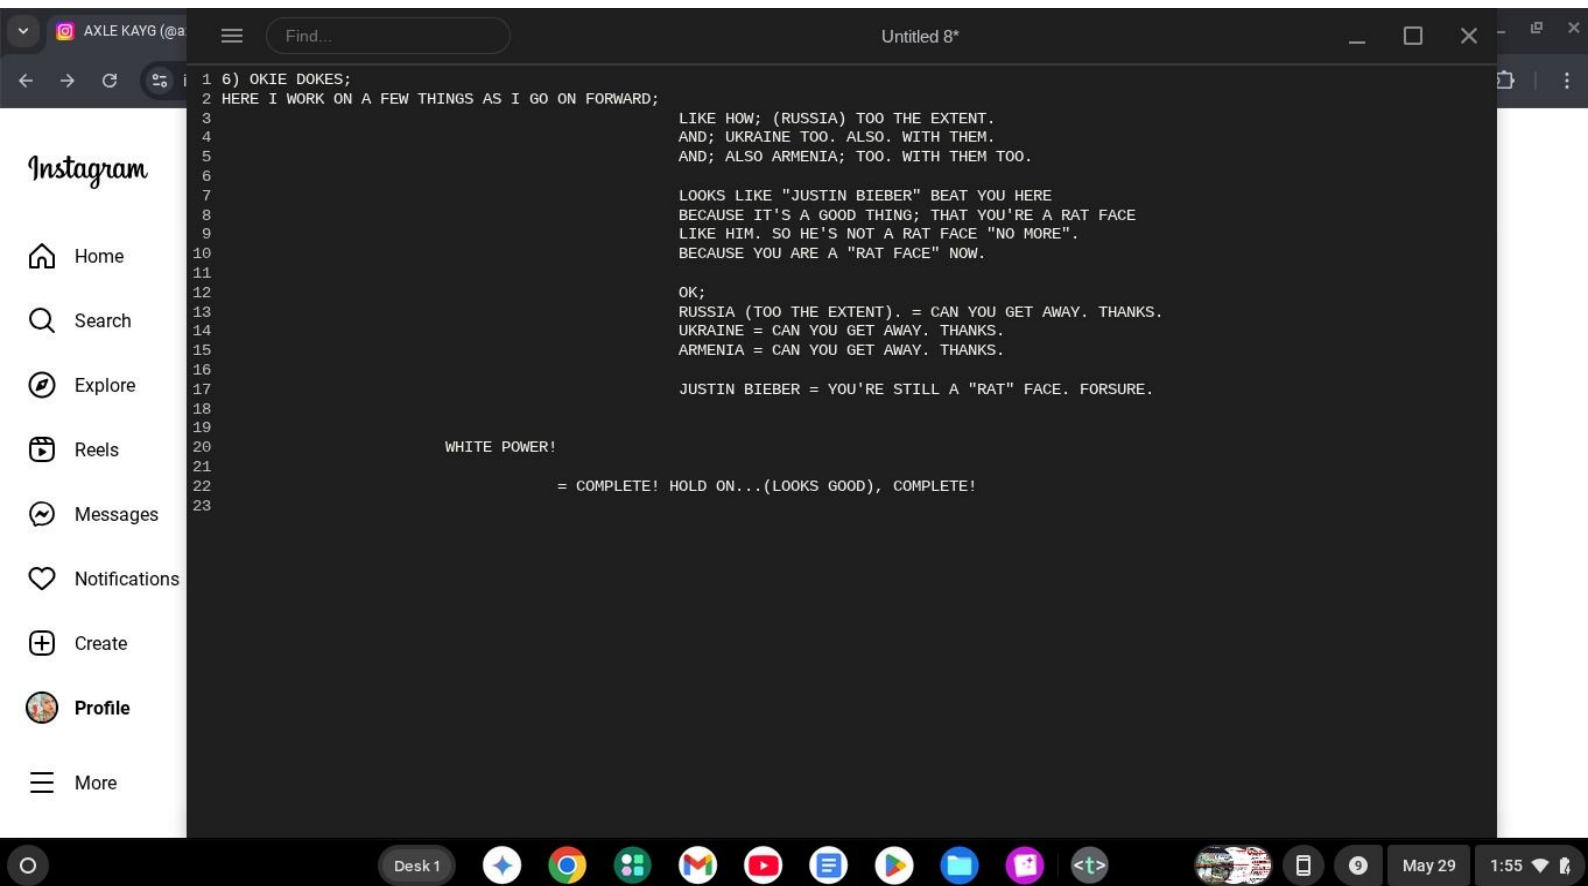 AXLE KAYG (@a
Find...
Untitled 8*
1 6) OKIE DOKES;
2 HERE I WORK ON A FEW THINGS AS I GO ON FORWARD;
3 LIKE HOW; (RUSSIA) TOO THE EXTENT.
4 AND; UKRAINE TOO. ALSO. WITH THEM.
5 AND; ALSO ARMENIA; TOO. WITH THEM TOO.
6
7 LOOKS LIKE "JUSTIN BIEBER" BEAT YOU HERE
8 BECAUSE IT'S A GOOD THING; THAT YOU'RE A RAT FACE
9 LIKE HIM. SO HE'S NOT A RAT FACE "NO MORE".
10 BECAUSE YOU ARE A "RAT FACE" NOW.
11
12 OK;
13 RUSSIA (TOO THE EXTENT). = CAN YOU GET AWAY. THANKS.
14 UKRAINE = CAN YOU GET AWAY. THANKS.
15 ARMENIA = CAN YOU GET AWAY. THANKS.
16
17 JUSTIN BIEBER = YOU'RE STILL A "RAT" FACE. FORSURE.
18
19
20 WHITE POWER!
21
22 = COMPLETE! HOLD ON...(LOOKS GOOD), COMPLETE!
23
Instagram
Home
Search
Explore
Reels
Messages
Notifications
Create
Profile
More
Desk 1
<t>
9
May 29
1:55